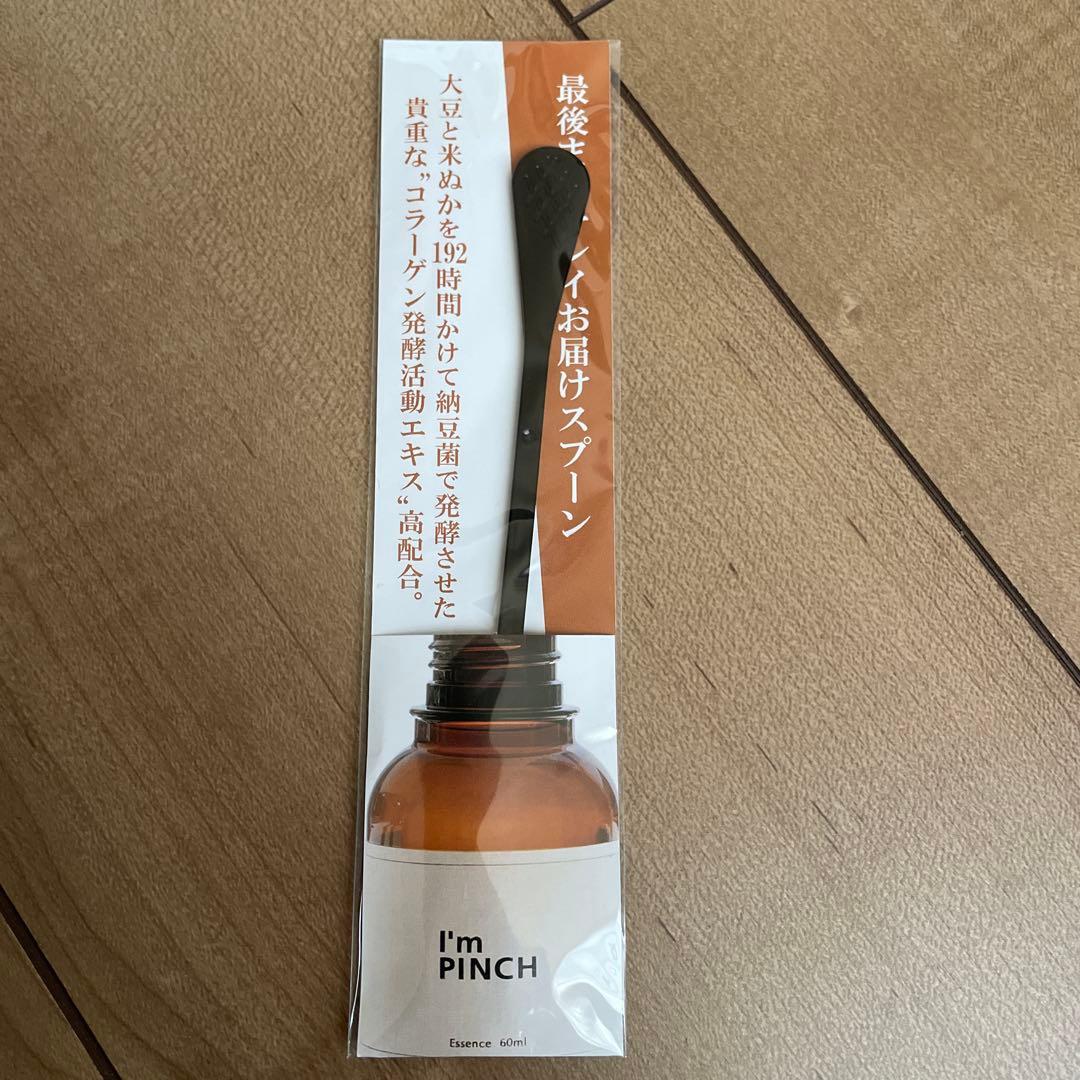 最後ま レイお届けスプーン
大豆と米ぬかを192時間かけて納豆菌で発酵させた
貴重な”コラーゲン発酵活動エキス“高配合。
I'm
PINCH
Essence 60ml